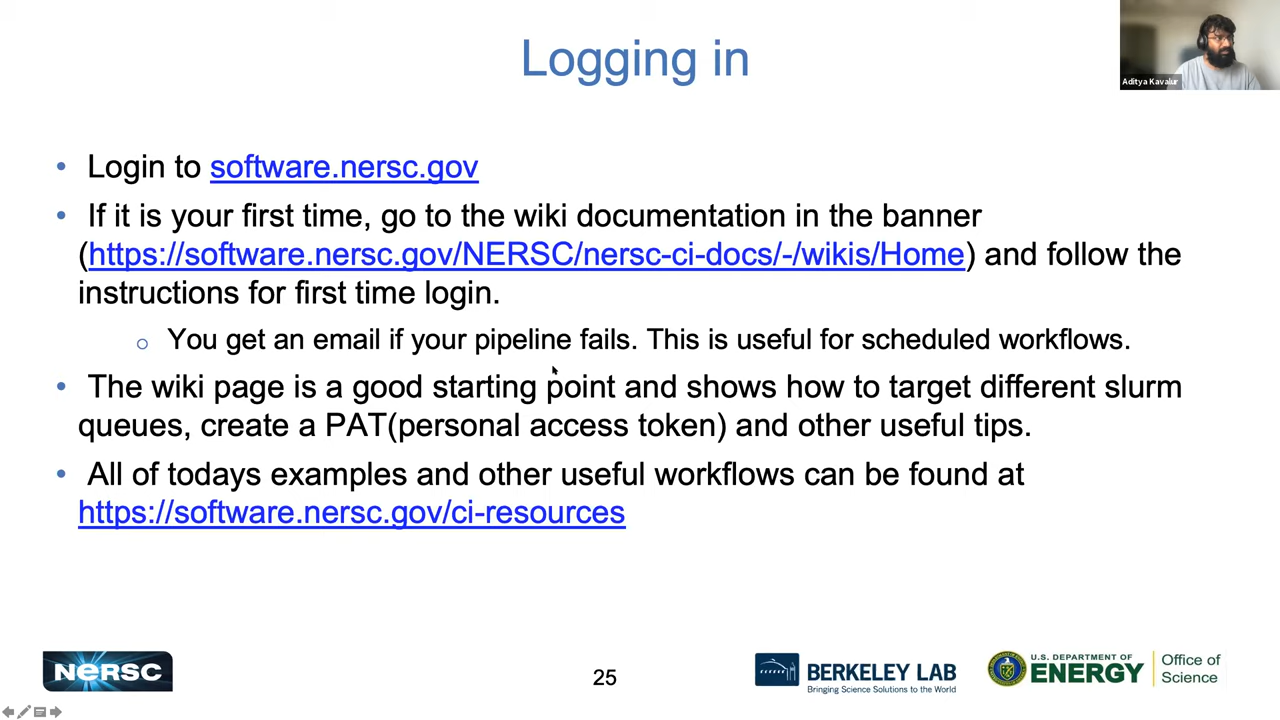 Logging in
Aditya Kavalur
• Login to software.nersc.gov
• If it is your first time, go to the wiki documentation in the banner
(https://software.nersc.gov/NERSC/nersc-ci-docs/-/wikis/Home) and follow the
instructions for first time login.
○ You get an email if your pipeline fails. This is useful for scheduled workflows.
• The wiki page is a good starting point and shows how to target different slurm
queues, create a PAT(personal access token) and other useful tips.
• All of todays examples and other useful workflows can be found at
https://software.nersc.gov/ci-resources
NERSC
25
BERKELEY LAB
Bringing Science Solutions to the World
U.S. DEPARTMENT OF
ENERGY
Office of
Science